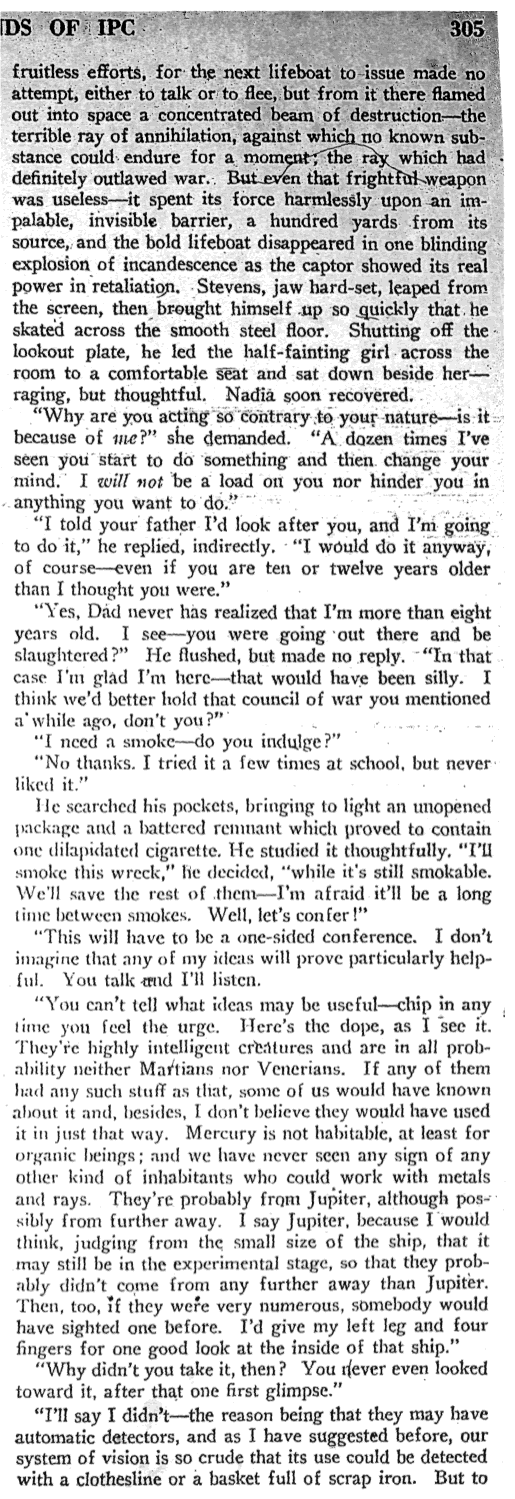 DS OF IPC 305
fruitless efforts, for the next lifeboat to issue made no
attempt, either to talk or to flee, but from it there flamed
out into space a concentrated beam of destruction—the
terrible ray of annihilation, against which no known sub-
stance could endure for a moment; the ray which had
definitely outlawed war. But even that frightful weapon
was useless—it spent its force harmlessly upon an im-
palable, invisible barrier, a hundred yards from its
source, and the bold lifeboat disappeared in one blinding
explosion of incandescence as the captor showed its real
power in retaliation. Stevens, jaw hard-set, leaped from
the screen, then brought himself up so quickly that he
skated across the smooth steel floor. Shutting off the
lookout plate, he led the half-fainting girl across the
room to a comfortable seat and sat down beside her—
raging, but thoughtful. Nadia soon recovered.
"Why are you acting so contrary to your nature—is it
because of me?" she demanded. "A dozen times I've
seen you start to do something and then change your
mind. I will not be a load on you nor hinder you in
anything you want to do."
"I told your father I'd look after you, and I'm going
to do it," he replied, indirectly. "I would do it anyway,
of course—even if you are ten or twelve years older
than I thought you were."
"Yes, Dad never has realized that I'm more than eight
years old. I see—you were going out there and be
slaughtered?" He flushed, but made no reply. "In that
case I'm glad I'm here—that would have been silly. I
think we'd better hold that council of war you mentioned
a while ago, don't you?"
"I need a smoke—do you indulge?"
"No thanks. I tried it a few times at school, but never
liked it."
He searched his pockets, bringing to light an unopened
package and a battered remnant which proved to contain
one dilapidated cigarette. He studied it thoughtfully. "I'll
smoke this wreck," he decided, "while it's still smokable.
We'll save the rest of them—I'm afraid it'll be a long
time between smokes. Well, let's confer!"
"This will have to be a one-sided conference. I don't
imagine that any of my ideas will prove particularly help-
ful. You talk and I'll listen.
"You can't tell what ideas may be useful—chip in any
time you feel the urge. Here's the dope, as I see it.
They're highly intelligent creatures and are in all prob-
ability neither Martians nor Venerians. If any of them
had any such stuff as that, some of us would have known
about it and, besides, I don't believe they would have used
it in just that way. Mercury is not habitable, at least for
organic beings; and we have never seen any sign of any
other kind of inhabitants who could work with metals
and rays. They're probably from Jupiter, although pos-
sibly from further away. I say Jupiter, because I would
think, judging from the small size of the ship, that it
may still be in the experimental stage, so that they prob-
ably didn't come from any further away than Jupiter.
Then, too, if they were very numerous, somebody would
have sighted one before. I'd give my left leg and four
fingers for one good look at the inside of that ship."
"Why didn't you take it, then? You never even looked
toward it, after that one first glimpse."
"I'll say I didn't—the reason being that they may have
automatic detectors, and as I have suggested before, our
system of vision is so crude that its use could be detected
with a clothesline or a basket full of scrap iron. But to